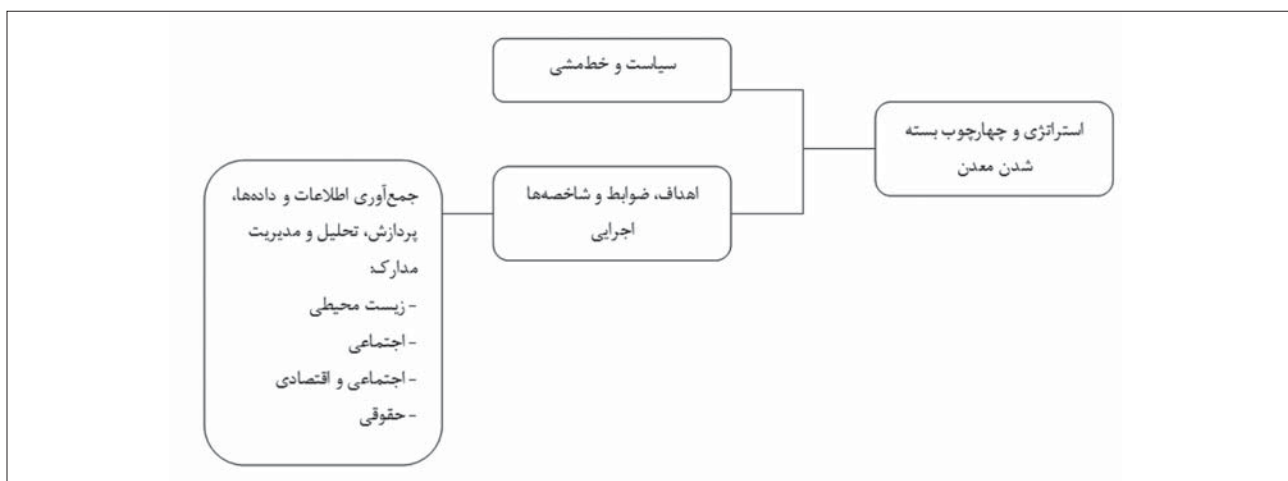 استراتژی و چهارچوب بسته
شدن معدن
سیاست و خط‌مشی
اهداف، ضوابط و شاخصه‌ها
اجرایی
جمع‌آوری اطلاعات و داده‌ها،
پردازش، تحلیل و مدیریت
مدارک:
- زیست محیطی
- اجتماعی
- اجتماعی و اقتصادی
- حقوقی